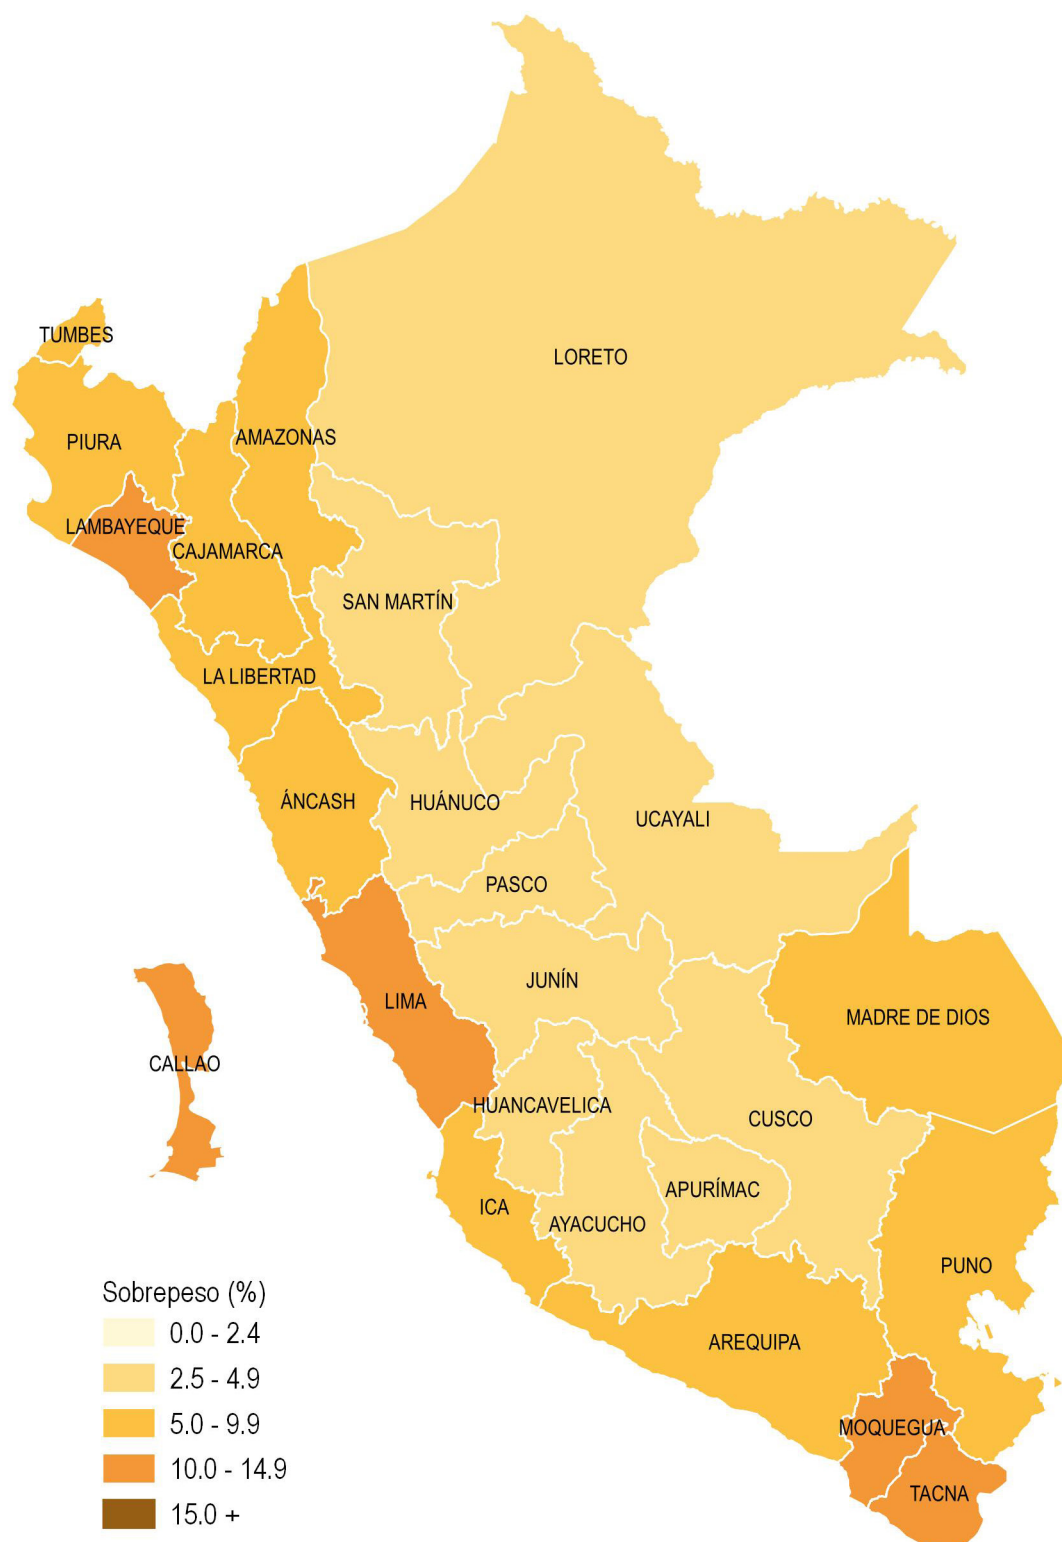 TUMBES
LORETO
PIURA
AMAZONAS
LAMBAYEQUE
CAJAMARCA
SAN MARTÍN
LA LIBERTAD
ÁNCASH
HUÁNUCO
UCAYALI
PASCO
JUNÍN
LIMA
MADRE DE DIOS
CALLAO
HUANCAVELICA
CUSCO
APURÍMAC
ICA
AYACUCHO
PUNO
AREQUIPA
MOQUEGUA
TACNA
Sobrepeso (%)
0.0 - 2.4
2.5 - 4.9
5.0 - 9.9
10.0 - 14.9
15.0 +